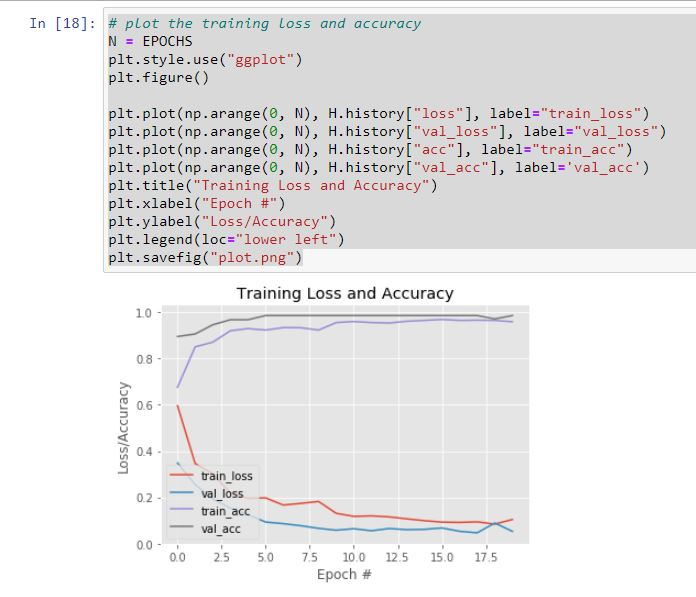 In [18]: # plot the training loss and accuracy
N = EPOCHS
plt.style.use("ggplot")
plt.figure()
plt.plot(np.arange(0, N), H.history["loss"], label="train_loss")
plt.plot(np.arange(0, N), H.history["val_loss"], label="val_loss")
plt.plot(np.arange(0, N), H.history["acc"], label="train_acc")
plt.plot(np.arange(0, N), H.history["val_acc"], label='val_acc')
plt.title("Training Loss and Accuracy")
plt.xlabel("Epoch #")
plt.ylabel("Loss/Accuracy")
plt.legend(loc="lower left")
plt.savefig("plot.png")
Training Loss and Accuracy
1.0
0.8
0.6
0.4
0.2
0.0
Loss/Accuracy
train_loss
val_loss
train_acc
val_acc
0.0 2.5 5.0 7.5 10.0 12.5 15.0 17.5
Epoch #